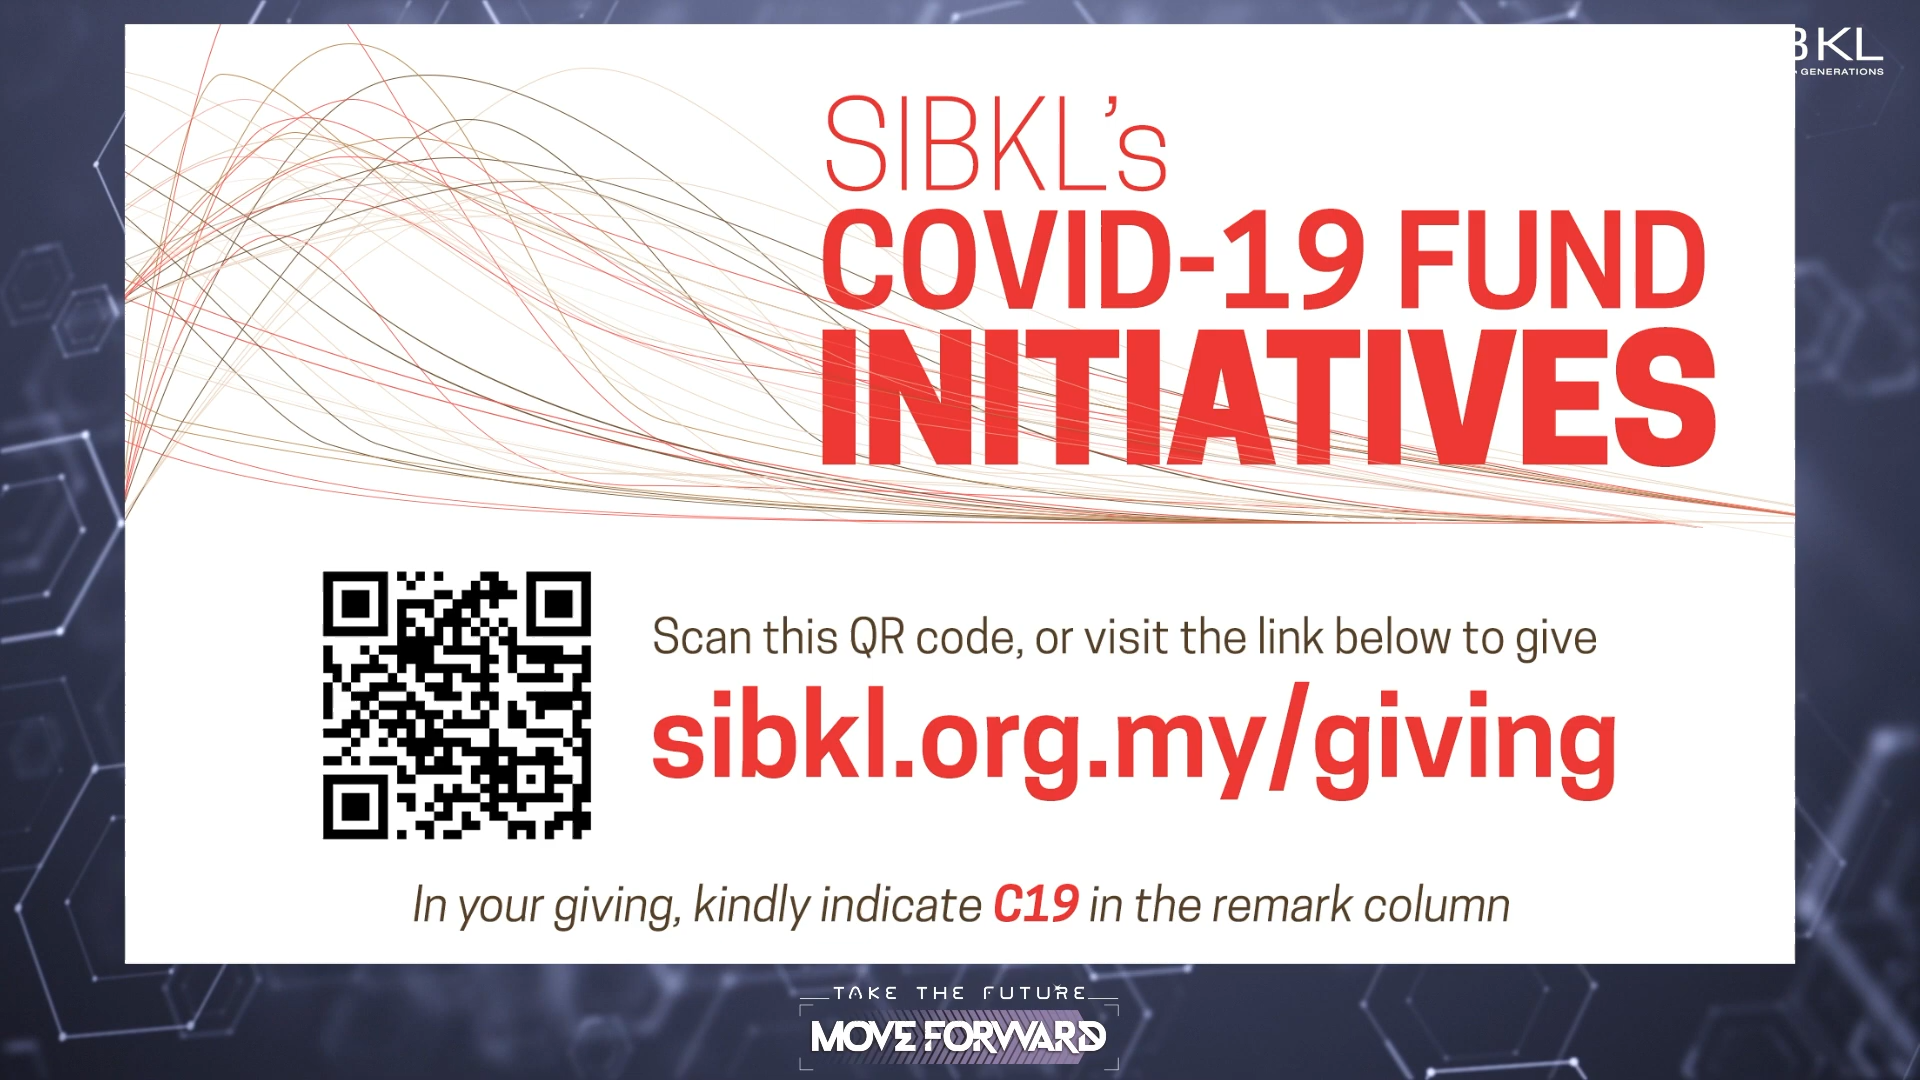 KL
GENERATIONS
SIBKL's
COVID-19 FUND
INITIATIVES
Scan this QR code, or visit the link below to give
sibkl.org.my/giving
In your giving, kindly indicate C19 in the remark column
TAKE THE FUTURE
MOVE FORWARD